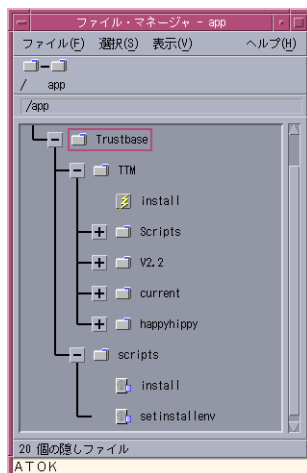 ファイル・マネージャ - app
ファイル(F) 選択(S) 表示(V) ヘルプ(H)
/ app
/app
Trustbase
TTM
install
Scripts
V2.2
current
happyhippy
scripts
install
setinstallenv
20 個の隠しファイル
ATOK